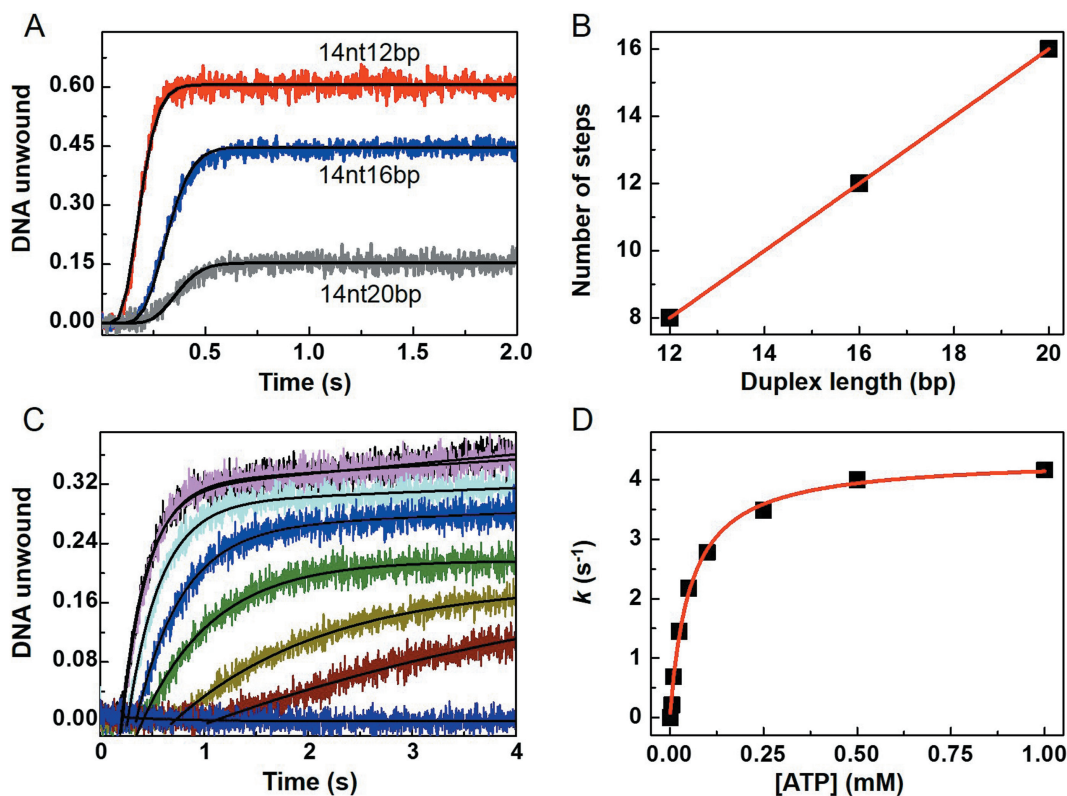 A
DNA unwound
0.60
0.45
0.30
0.15
0.00
14nt12bp
14nt16bp
14nt20bp
0.5
1.0
1.5
2.0
Time (s)
B
Number of steps
16
14
12
10
8
12
14
16
18
20
Duplex length (bp)
C
DNA unwound
0.32
0.24
0.16
0.08
0.00
0
1
2
3
4
Time (s)
D
k (s-1)
5
4
3
2
1
0
0.00
0.25
0.50
0.75
1.00
[ATP] (mM)